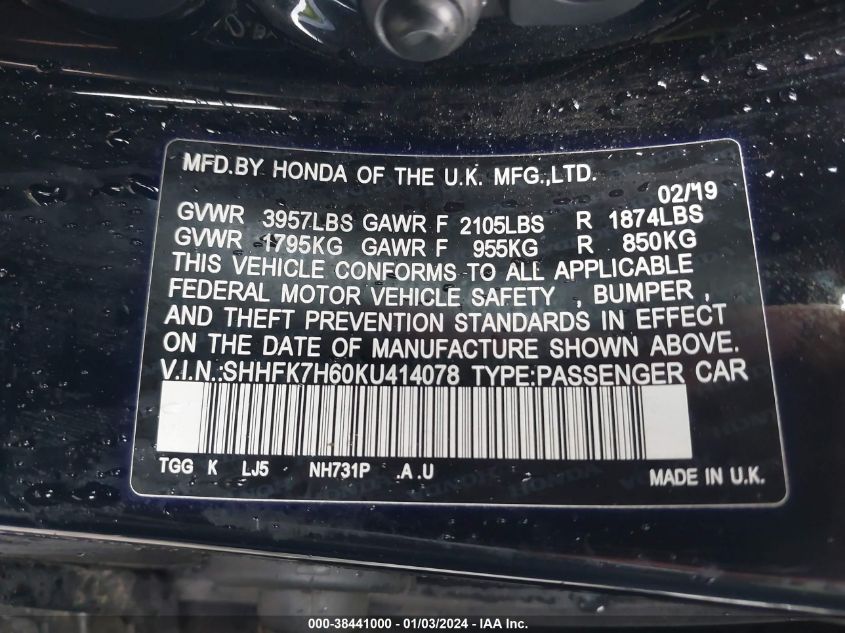 MFD.BY HONDA OF THE U.K. MFG.,LTD.
02/19
GVWR 3957LBS GAWR F 2105LBS R 1874LBS
GVWR 1795KG GAWR F 955KG R 850KG
THIS VEHICLE CONFORMS TO ALL APPLICABLE
FEDERAL MOTOR VEHICLE SAFETY , BUMPER ,
AND THEFT PREVENTION STANDARDS IN EFFECT
ON THE DATE OF MANUFACTURE SHOWN ABOVE.
V.I.N.:SHHFK7H60KU414078 TYPE:PASSENGER CAR
TGG K LJ5 NH731P .A .U
MADE IN U.K.
000-38441000 - 01/03/2024 - IAA Inc.